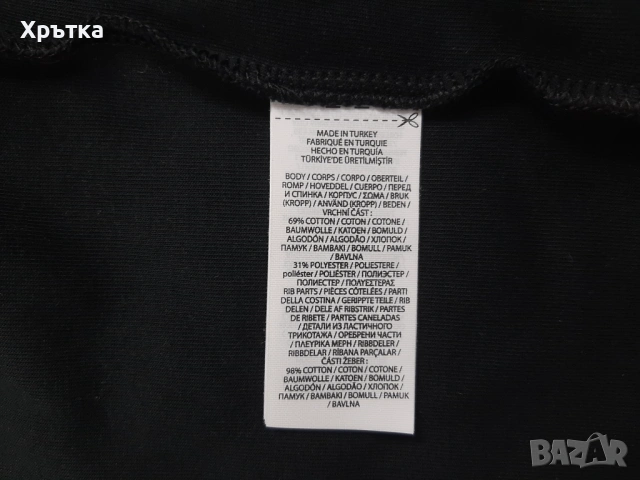 Хрътка
MADE IN TURKEY
FABRIQUÉ EN TURQUIE
HECHO EN TURQUÍA
TÜRKİYE'DE ÜRETİLMİŞTİR
BODY / CORPS / CORPO / OBERTEIL /
ROMP / HOVEDDEL / CUERPO / ПЕРЕД
И СПИНКА / КОРПУС / ΣΩΜΑ / BRUK
(KROPP) / ANVÄND (KROPP) / BEDEN /
VRCHNÍ ČÁST :
69% COTTON / COTON / COTONE /
BAUMWOLLE / KATOEN / BOMULD /
ALGODÓN / ALGODÃO / ХЛОПОК /
ПАМУК / BAMBAKI / BOMULL / PAMUK
/ BAVLNA
31% POLYESTER / POLIESTERE /
poliéster / POLIÉSTER / ПОЛИЭСТЕР /
ПОЛИЕСТЕР / ΠΟΛΥΕΣΤΕΡΑΣ
RIB PARTS / PIÈCES CÔTELÉES / PARTI
DELLA COSTINA / GERIPPTE TEILE / RIB
DELEN / DELE AF RIBSTRIK / PARTES
DE RIBETE / PARTES CANELADAS
/ ДЕТАЛИ ИЗ ЛАСТИЧНОГО
ТРИКОТАЖА / ОРЕБРЕНИ ЧАСТИ
/ ΠΛΕΥΡΙΚΑ ΜΕΡΗ / RIBBDELER /
RIBBDELAR / RİBANA PARÇALAR /
ČÁSTI ŽEBER :
98% COTTON / COTON / COTONE /
BAUMWOLLE / KATOEN / BOMULD /
ALGODÓN / ALGODÃO / ХЛОПОК /
ПАМУК / BAMBAKI / BOMULL / PAMUK
/ BAVLNA
BAZAR